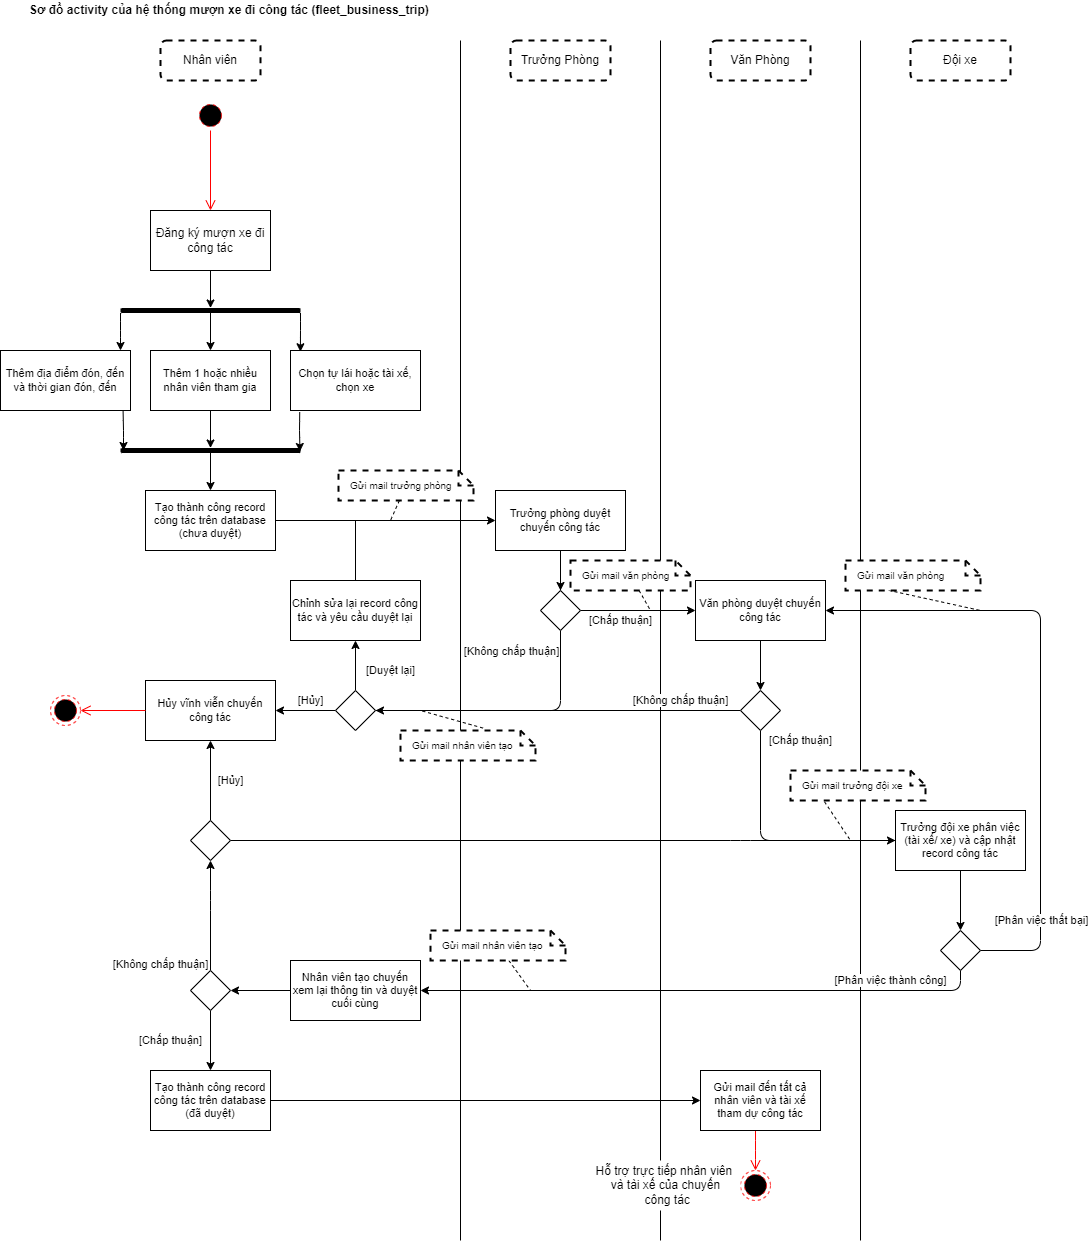 Sơ đồ activity của hệ thống mượn xe đi công tác (fleet_business_trip)
Nhân viên
Trưởng Phòng
Văn Phòng
Đội xe
Đăng ký mượn xe đi
công tác
Thêm địa điểm đón, đến
và thời gian đón, đến
Thêm 1 hoặc nhiều
nhân viên tham gia
Chọn tự lái hoặc tài xế,
chọn xe
Gửi mail trưởng phòng
Tạo thành công record
công tác trên database
(chưa duyệt)
Trưởng phòng duyệt
chuyến công tác
Gửi mail văn phòng
Gửi mail văn phòng
Chỉnh sửa lại record công
tác và yêu cầu duyệt lại
[Chấp thuận]
Văn phòng duyệt chuyến
công tác
[Không chấp thuận]
[Duyệt lại]
Hủy vĩnh viễn chuyến
công tác
[Hủy]
[Không chấp thuận]
Gửi mail nhân viên tạo
[Chấp thuận]
[Hủy]
Gửi mail trưởng đội xe
Trưởng đội xe phân việc
(tài xế/ xe) và cập nhật
record công tác
[Phân việc thất bại]
Gửi mail nhân viên tạo
[Không chấp thuận]
Nhân viên tạo chuyến
xem lại thông tin và duyệt
cuối cùng
[Phân việc thành công]
[Chấp thuận]
Tạo thành công record
công tác trên database
(đã duyệt)
Gửi mail đến tất cả
nhân viên và tài xế
tham dự công tác
Hỗ trợ trực tiếp nhân viên
và tài xế của chuyến
công tác